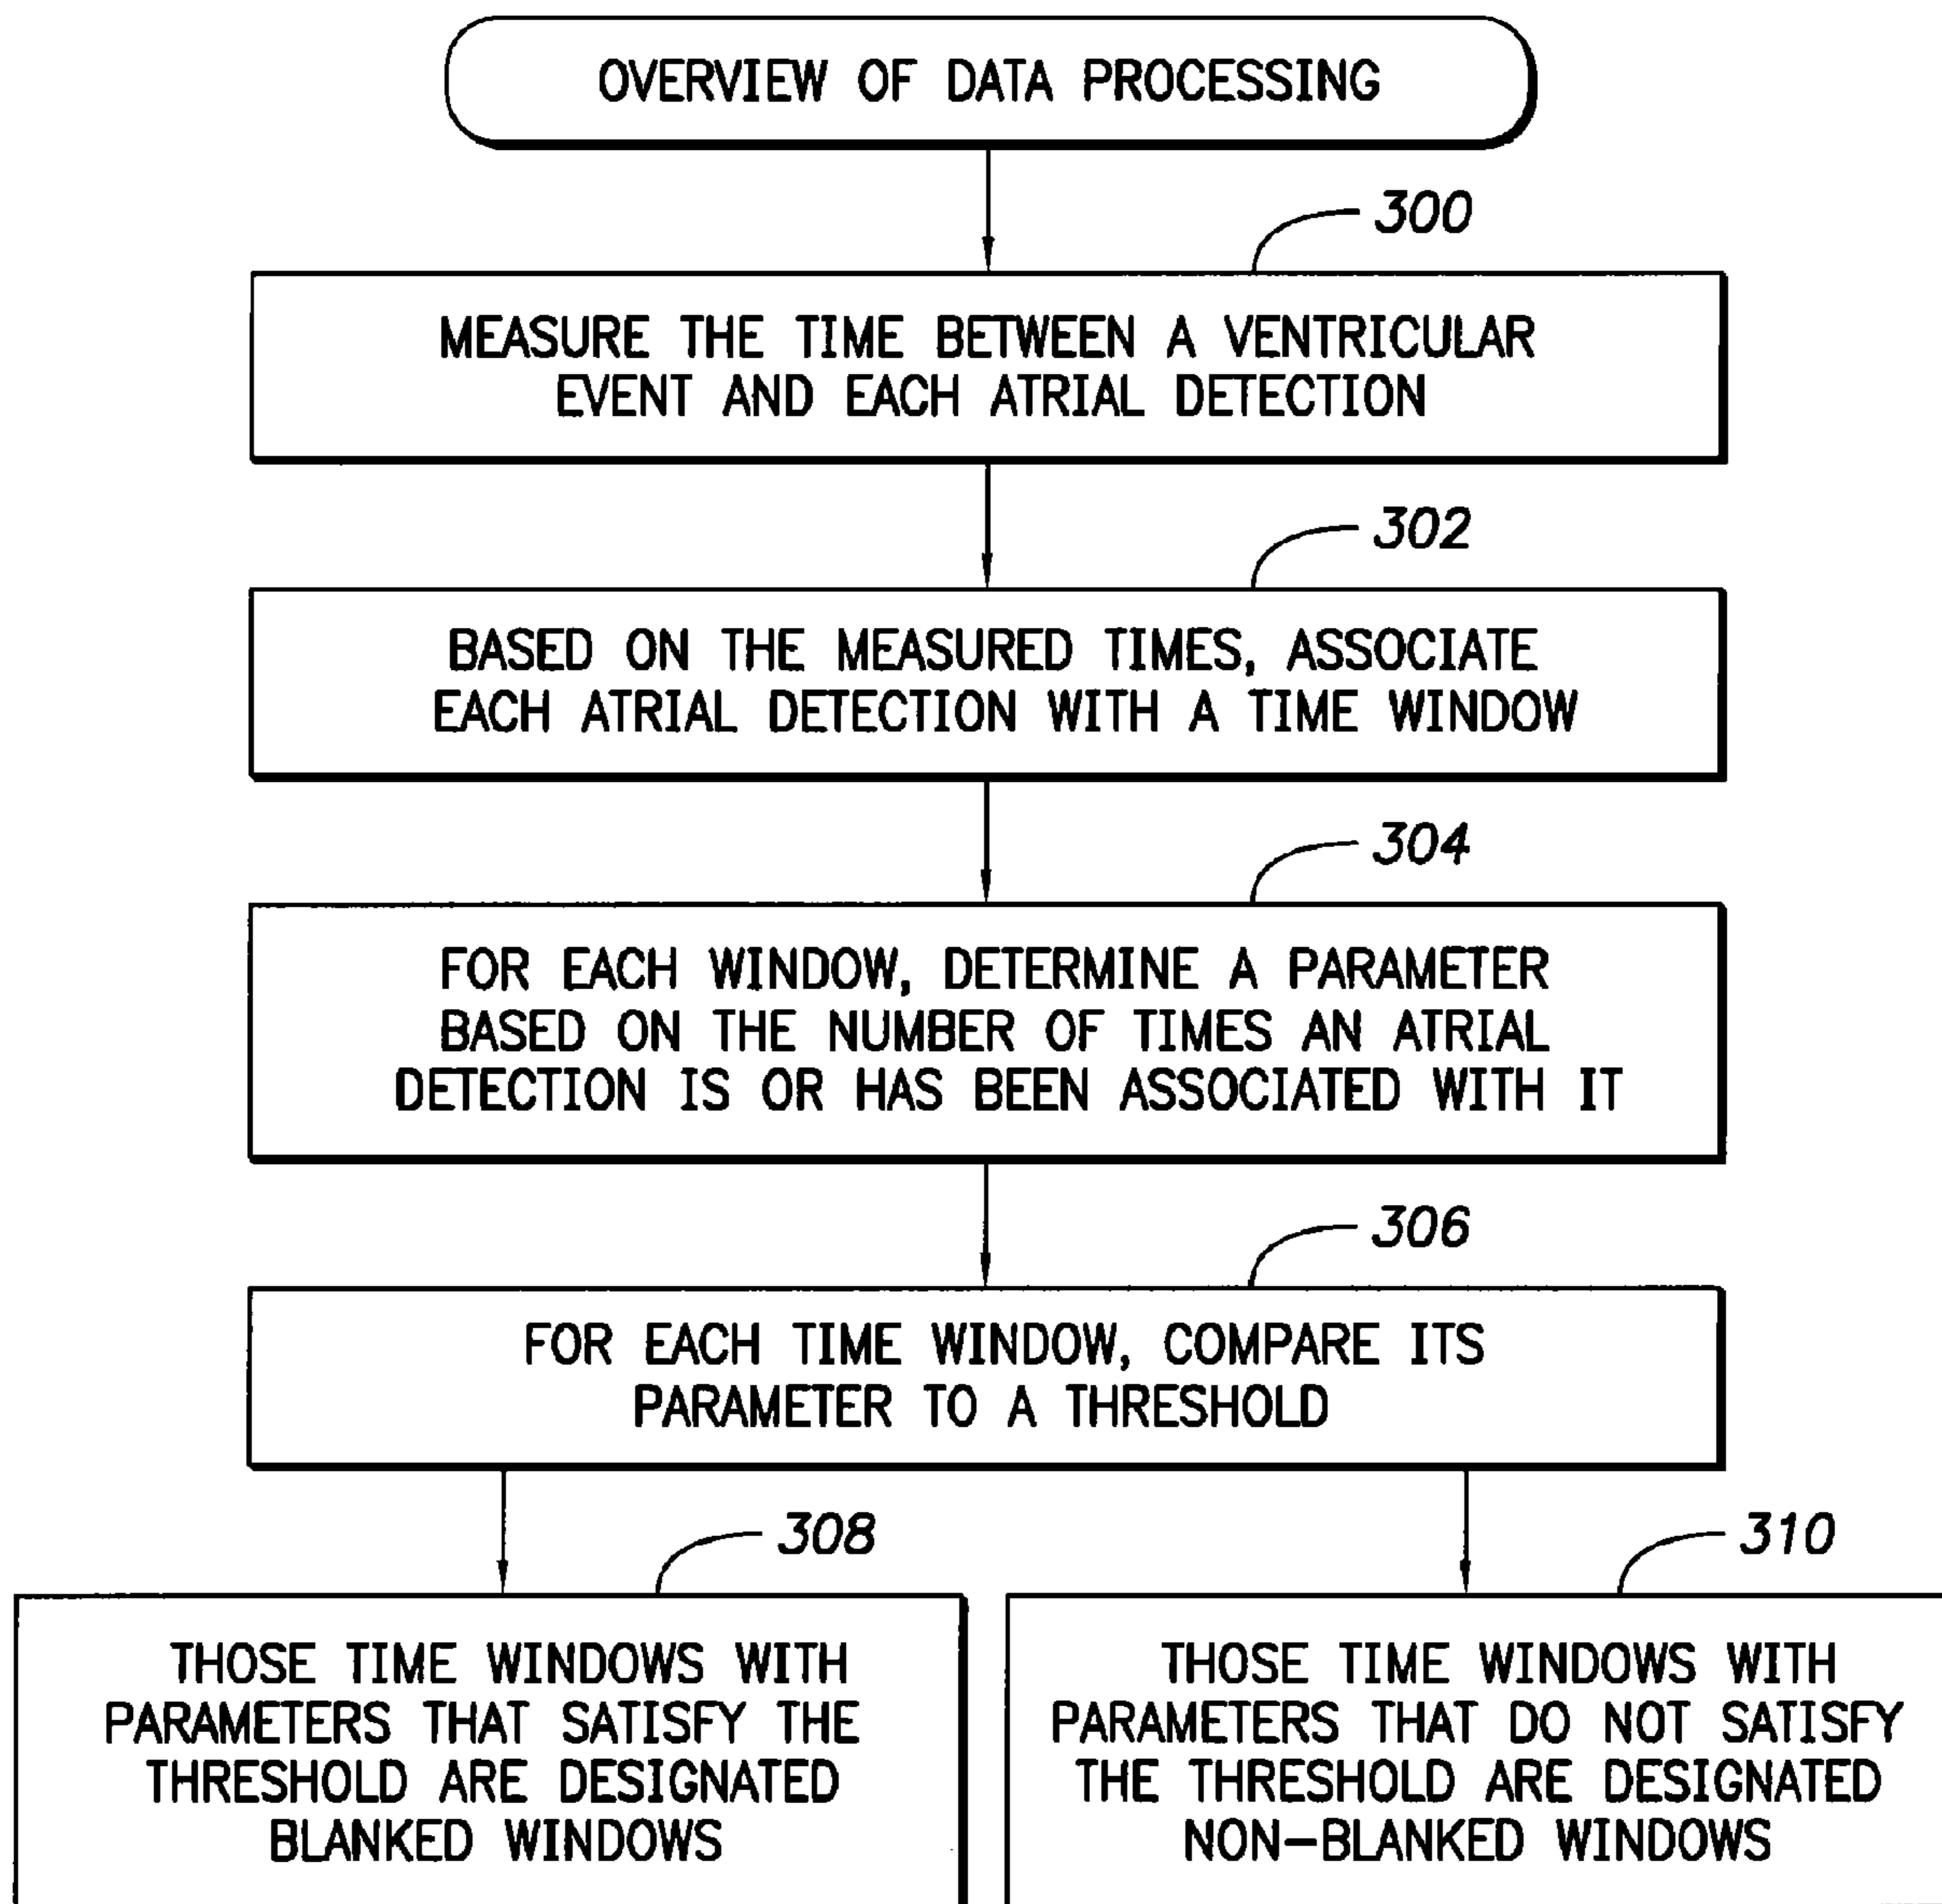 OVERVIEW OF DATA PROCESSING
300
MEASURE THE TIME BETWEEN A VENTRICULAR
EVENT AND EACH ATRIAL DETECTION
302
BASED ON THE MEASURED TIMES, ASSOCIATE
EACH ATRIAL DETECTION WITH A TIME WINDOW
304
FOR EACH WINDOW, DETERMINE A PARAMETER
BASED ON THE NUMBER OF TIMES AN ATRIAL
DETECTION IS OR HAS BEEN ASSOCIATED WITH IT
306
FOR EACH TIME WINDOW, COMPARE ITS
PARAMETER TO A THRESHOLD
308
THOSE TIME WINDOWS WITH
PARAMETERS THAT SATISFY THE
THRESHOLD ARE DESIGNATED
BLANKED WINDOWS
310
THOSE TIME WINDOWS WITH
PARAMETERS THAT DO NOT SATISFY
THE THRESHOLD ARE DESIGNATED
NON-BLANKED WINDOWS